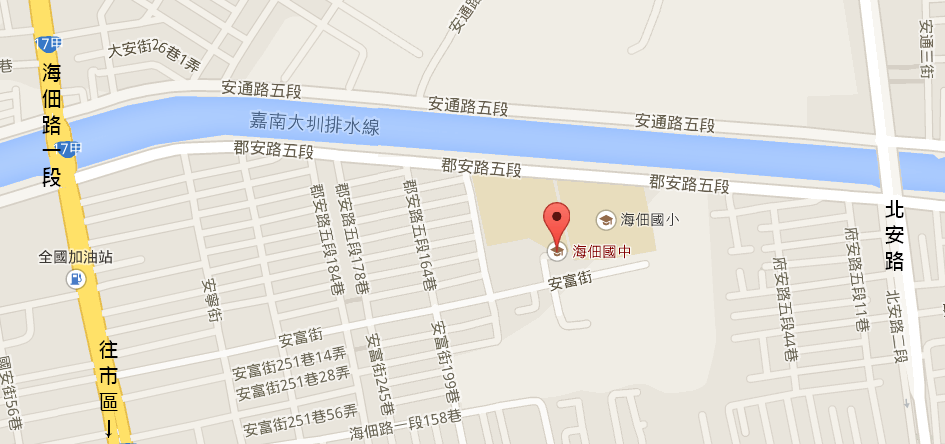 安通路
17甲
大安街26巷1弄
巷
安通三街
海佃路一段
安通路五段
安通路五段
安通路五段
嘉南大圳排水線
17甲
郡安路五段
郡安路五段
郡安路五段
郡安路五段184巷
郡安路五段178巷
郡安路五段164巷
海佃國小
海佃國中
北安路
全國加油站
安寧街
安富街
府安路五段44巷
府安路五段11巷
北安路二段
安富街
安富街251巷14弄
安富街251巷28弄
安富街251巷56弄
安富街245巷
安富街199巷
海佃路一段158巷
國安街56巷
往市區↓